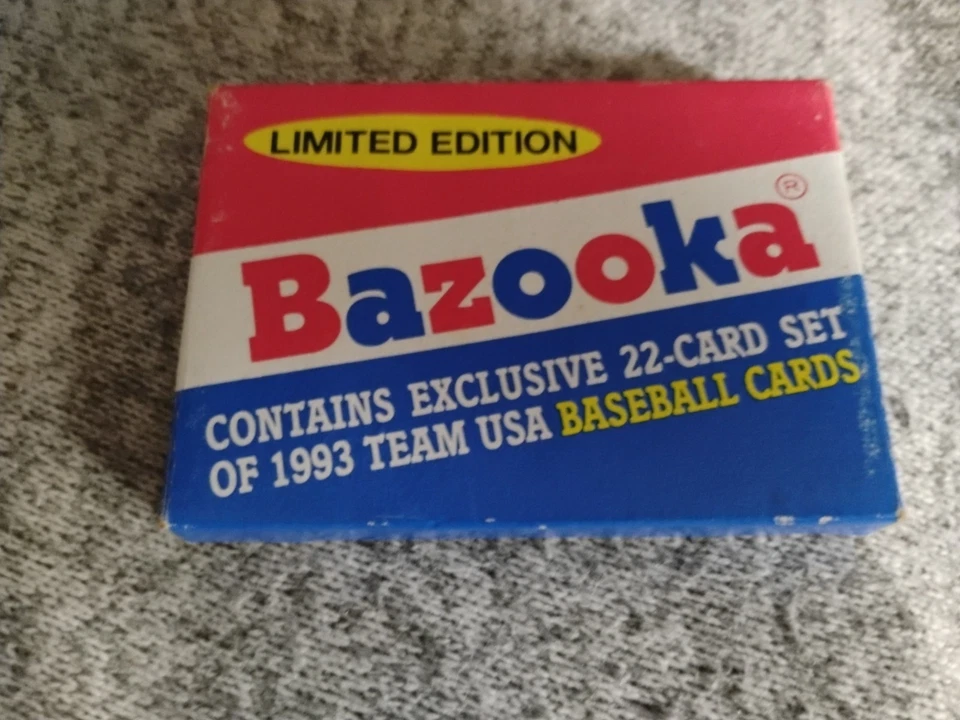 LIMITED EDITION
Bazooka®
CONTAINS EXCLUSIVE 22-CARD SET
OF 1993 TEAM USA BASEBALL CARDS